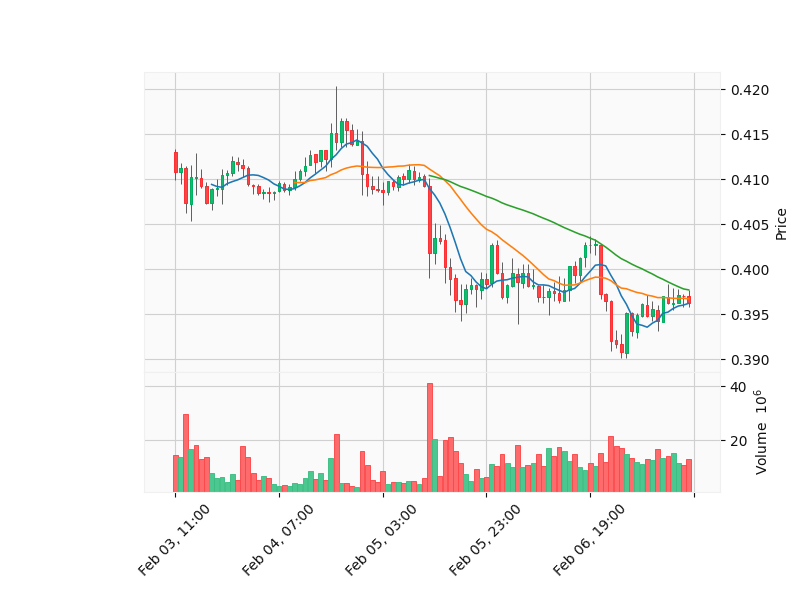 0.420
0.415
0.410
0.405
0.400
0.395
0.390
Price
40
20
Volume 10^6
Feb 03, 11:00
Feb 04, 07:00
Feb 05, 03:00
Feb 05, 23:00
Feb 06, 19:00